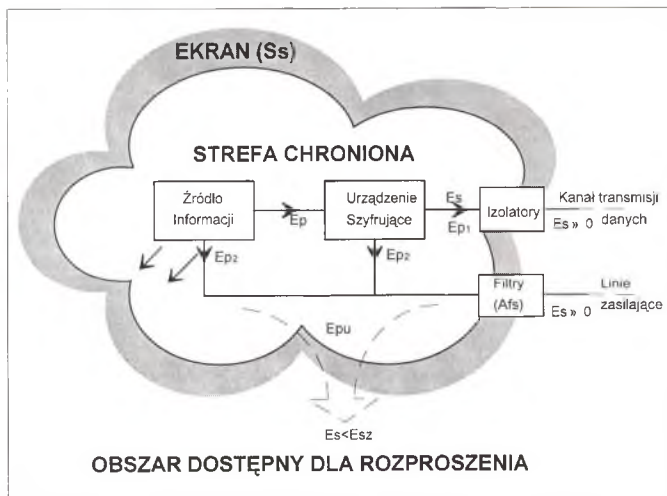 EKRAN (Ss)
STREFA CHRONIONA
Źródło
Informacji
Ep
Urządzenie
Szyfrujące
Es
Ep1
Izolatory
Kanał transmisji
danych
Es» 0
Ep2
Ep2
Filtry
(Afs)
Linie
zasilające
Es» 0
Epu
Es<Esz
OBSZAR DOSTĘPNY DLA ROZPROSZENIA